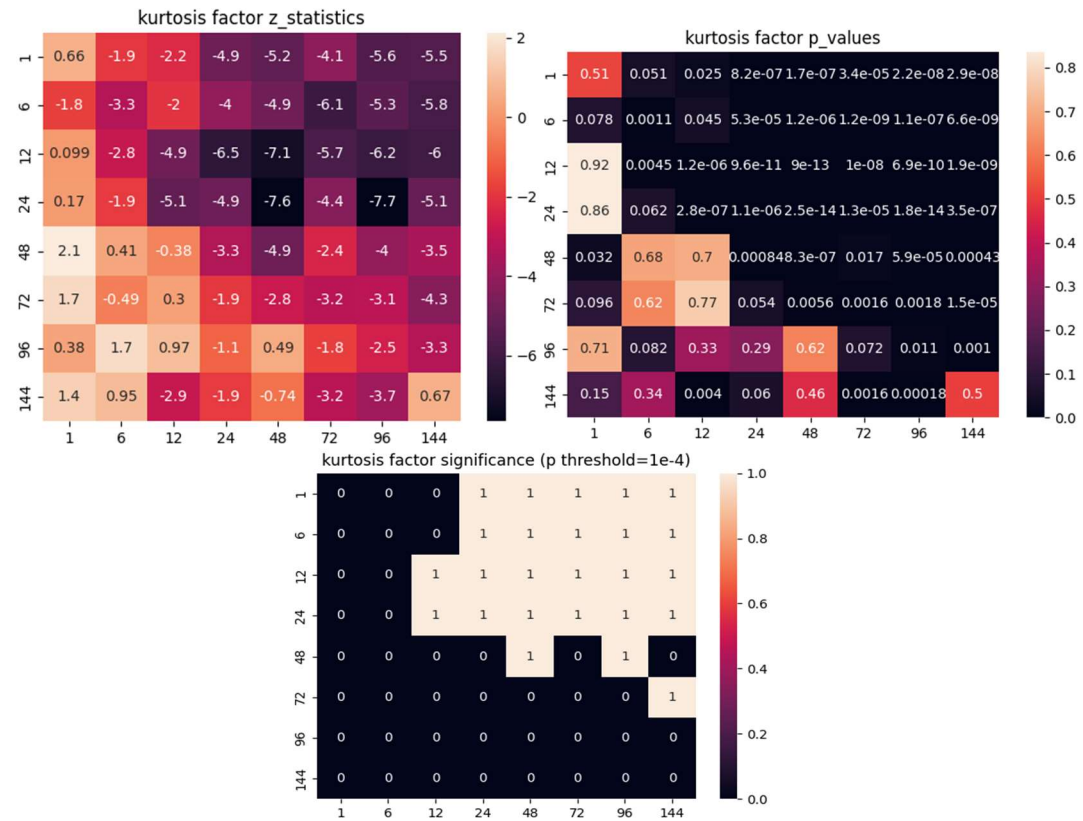 kurtosis factor z_statistics
1 0.66 -1.9 -2.2 -4.9 -5.2 -4.1 -5.6 -5.5
6 -1.8 -3.3 -2 -4 -4.9 -6.1 -5.3 -5.8
12 0.099 -2.8 -4.9 -6.5 -7.1 -5.7 -6.2 -6
24 0.17 -1.9 -5.1 -4.9 -7.6 -4.4 -7.7 -5.1
48 2.1 0.41 -0.38 -3.3 -4.9 -2.4 -4 -3.5
72 1.7 -0.49 0.3 -1.9 -2.8 -3.2 -3.1 -4.3
96 0.38 1.7 0.97 -1.1 0.49 -1.8 -2.5 -3.3
144 1.4 0.95 -2.9 -1.9 -0.74 -3.2 -3.7 0.67
1 6 12 24 48 72 96 144
2
0
−2
−4
−6
kurtosis factor p_values
1 0.51 0.051 0.025 8.2e-07 1.7e-07 3.4e-05 2.2e-08 2.9e-08
6 0.078 0.0011 0.045 5.3e-05 1.2e-06 1.2e-09 1.1e-07 6.6e-09
12 0.92 0.0045 1.2e-06 9.6e-11 9e-13 1e-08 6.9e-10 1.9e-09
24 0.86 0.062 2.8e-07 1.1e-06 2.5e-14 1.3e-05 1.8e-14 3.5e-07
48 0.032 0.68 0.7 0.00084 8.3e-07 0.017 5.9e-05 0.00043
72 0.096 0.62 0.77 0.054 0.0056 0.0016 0.0018 1.5e-05
96 0.71 0.082 0.33 0.29 0.62 0.072 0.011 0.001
144 0.15 0.34 0.004 0.06 0.46 0.0016 0.00018 0.5
1 6 12 24 48 72 96 144
0.8
0.7
0.6
0.5
0.4
0.3
0.2
0.1
0.0
kurtosis factor significance (p threshold=1e-4)
1 0 0 0 1 1 1 1 1
6 0 0 0 1 1 1 1 1
12 0 0 1 1 1 1 1 1
24 0 0 1 1 1 1 1 1
48 0 0 0 0 1 0 1 0
72 0 0 0 0 0 0 0 1
96 0 0 0 0 0 0 0 0
144 0 0 0 0 0 0 0 0
1 6 12 24 48 72 96 144
1.0
0.8
0.6
0.4
0.2
0.0